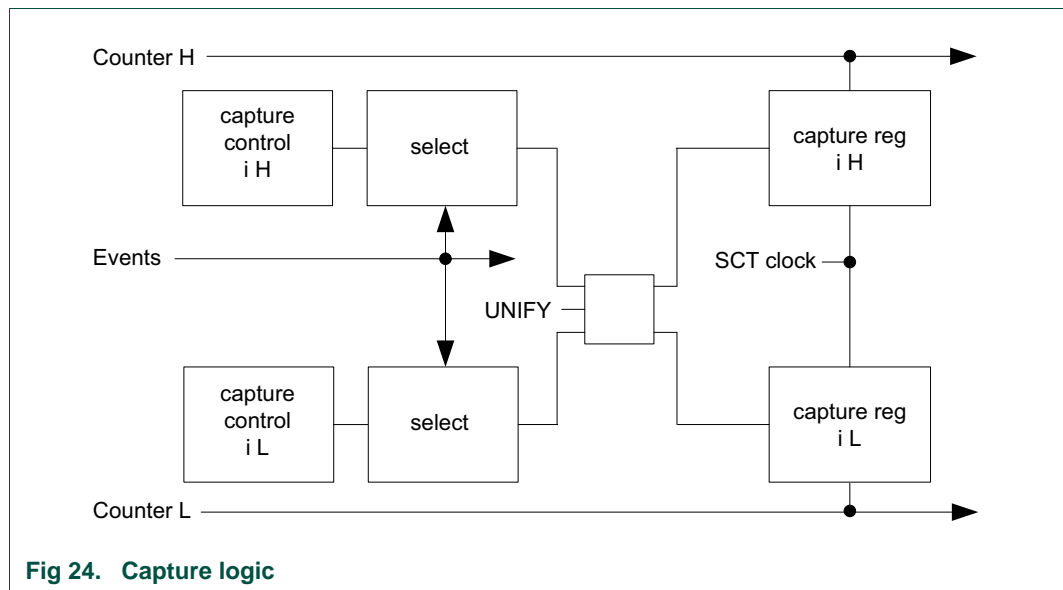 Counter H
capture
control
i H
select
capture reg
i H
Events
SCT clock
UNIFY
capture
control
i L
select
capture reg
i L
Counter L
Fig 24. Capture logic